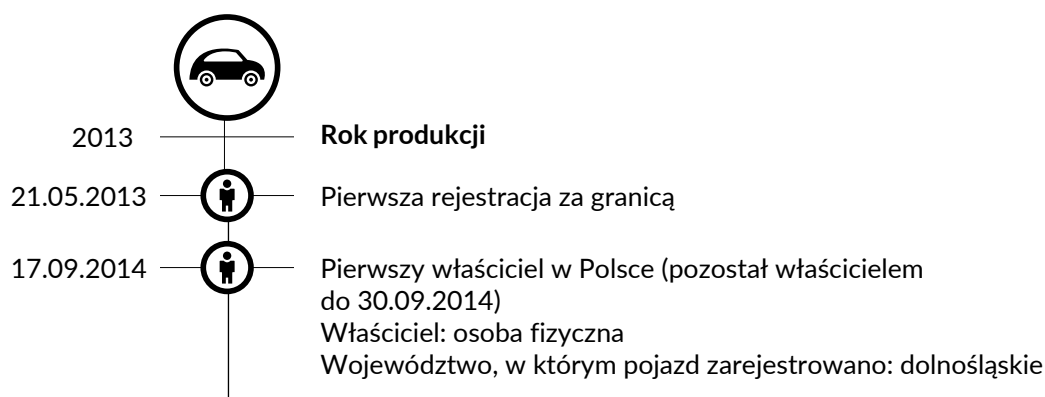 2013 Rok produkcji
21.05.2013 Pierwsza rejestracja za granicą
17.09.2014 Pierwszy właściciel w Polsce (pozostał właścicielem
do 30.09.2014)
Właściciel: osoba fizyczna
Województwo, w którym pojazd zarejestrowano: dolnośląskie